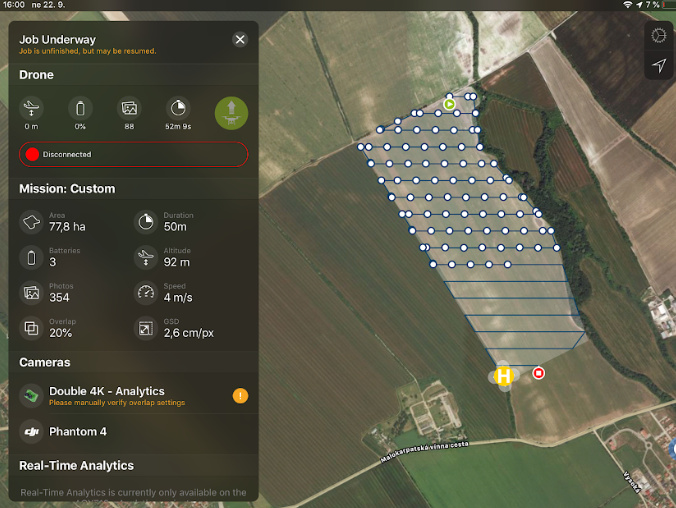 16:00 ne 22. 9.
7 %
Job Underway
Job is unfinished, but may be resumed.
Drone
0 m
0%
88
52m 9s
Disconnected
Mission: Custom
Area
77,8 ha
Duration
50m
Batteries
3
Altitude
92 m
Photos
354
Speed
4 m/s
Overlap
20%
GSD
2,6 cm/px
Cameras
Double 4K - Analytics
Please manually verify overlap settings
!
dji
Phantom 4
Real-Time Analytics
Real-Time Analytics is currently only available on the
H
Malokarpatská vínna cesta
Vysoká